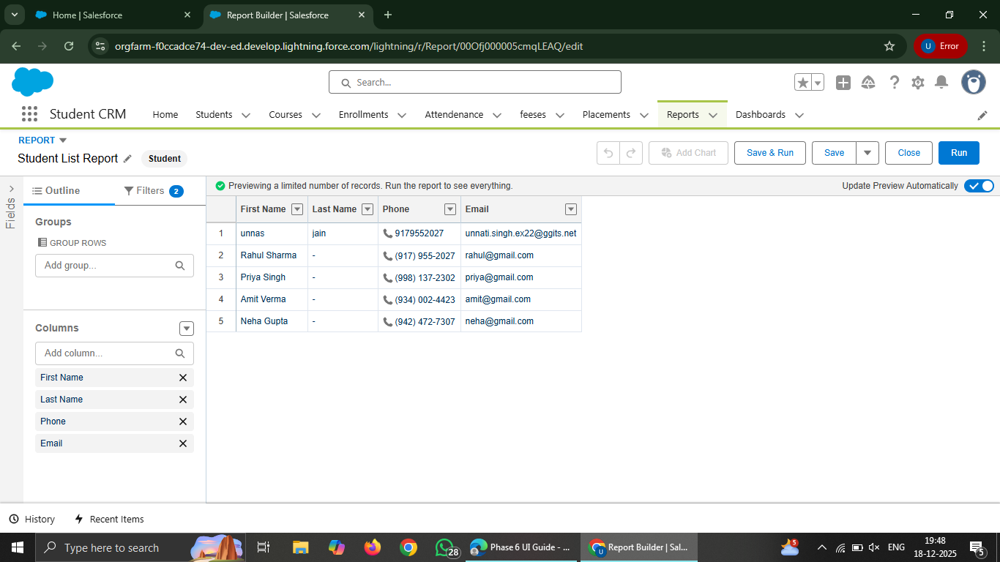 Home | Salesforce
Report Builder | Salesforce
orgfarm-f0ccadce74-dev-ed.develop.lightning.force.com/lightning/r/Report/00Ofj000005cmqLEAQ/edit
U Error
Search...
Student CRM
Home
Students
Courses
Enrollments
Attendenance
feeses
Placements
Reports
Dashboards
REPORT
Student List Report
Student
Add Chart
Save & Run
Save
Close
Run
Fields
Outline
Filters 2
Previewing a limited number of records. Run the report to see everything.
Update Preview Automatically
Groups
GROUP ROWS
Add group...
Columns
Add column...
First Name
Last Name
Phone
Email
First Name Last Name Phone Email
1 unnas jain 9179552027 unnati.singh.ex22@ggits.net
2 Rahul Sharma - (917) 955-2027 rahul@gmail.com
3 Priya Singh - (998) 137-2302 priya@gmail.com
4 Amit Verma - (934) 002-4423 amit@gmail.com
5 Neha Gupta - (942) 472-7307 neha@gmail.com
History
Recent Items
Type here to search
28
Phase 6 UI Guide - ...
U
Report Builder | Sal...
5
ENG
19:48
18-12-2025
5